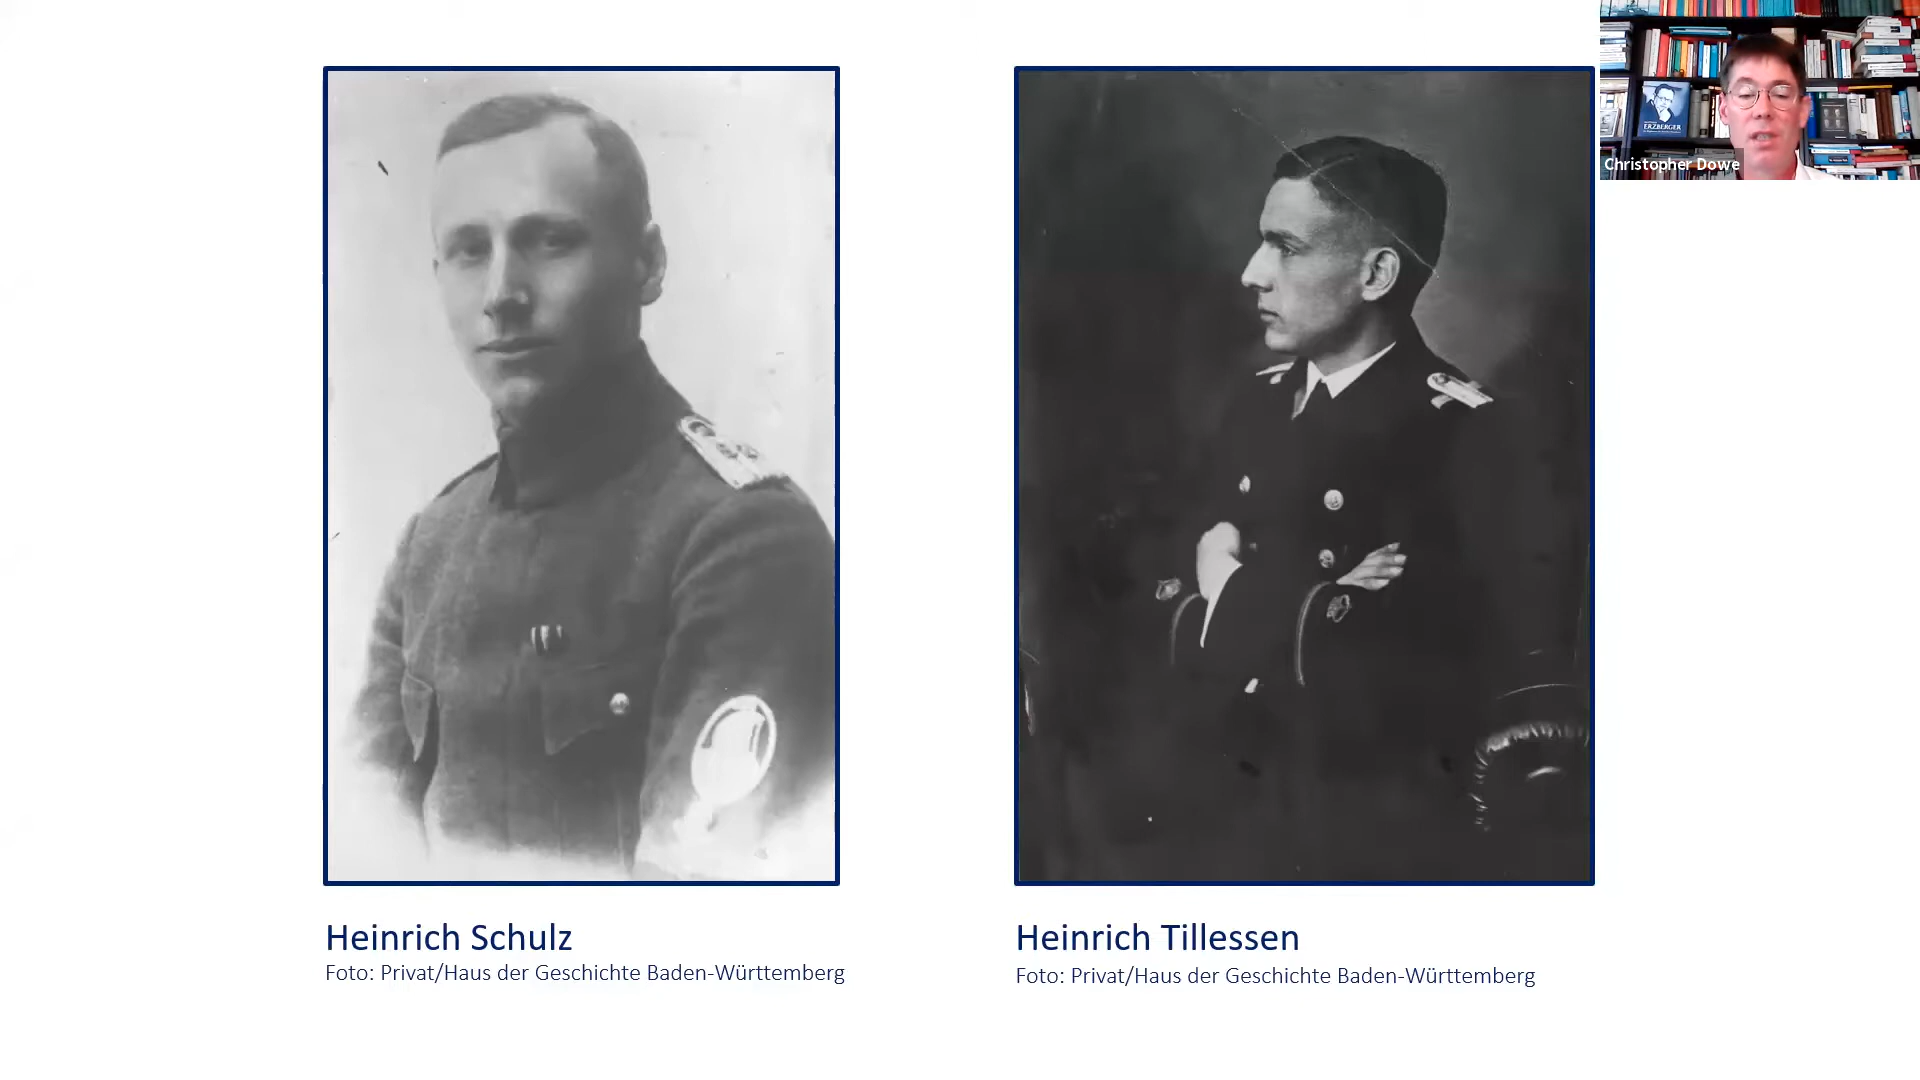 ERZBERGER
Christopher Dowe
Heinrich Schulz
Foto: Privat/Haus der Geschichte Baden-Württemberg
Heinrich Tillessen
Foto: Privat/Haus der Geschichte Baden-Württemberg